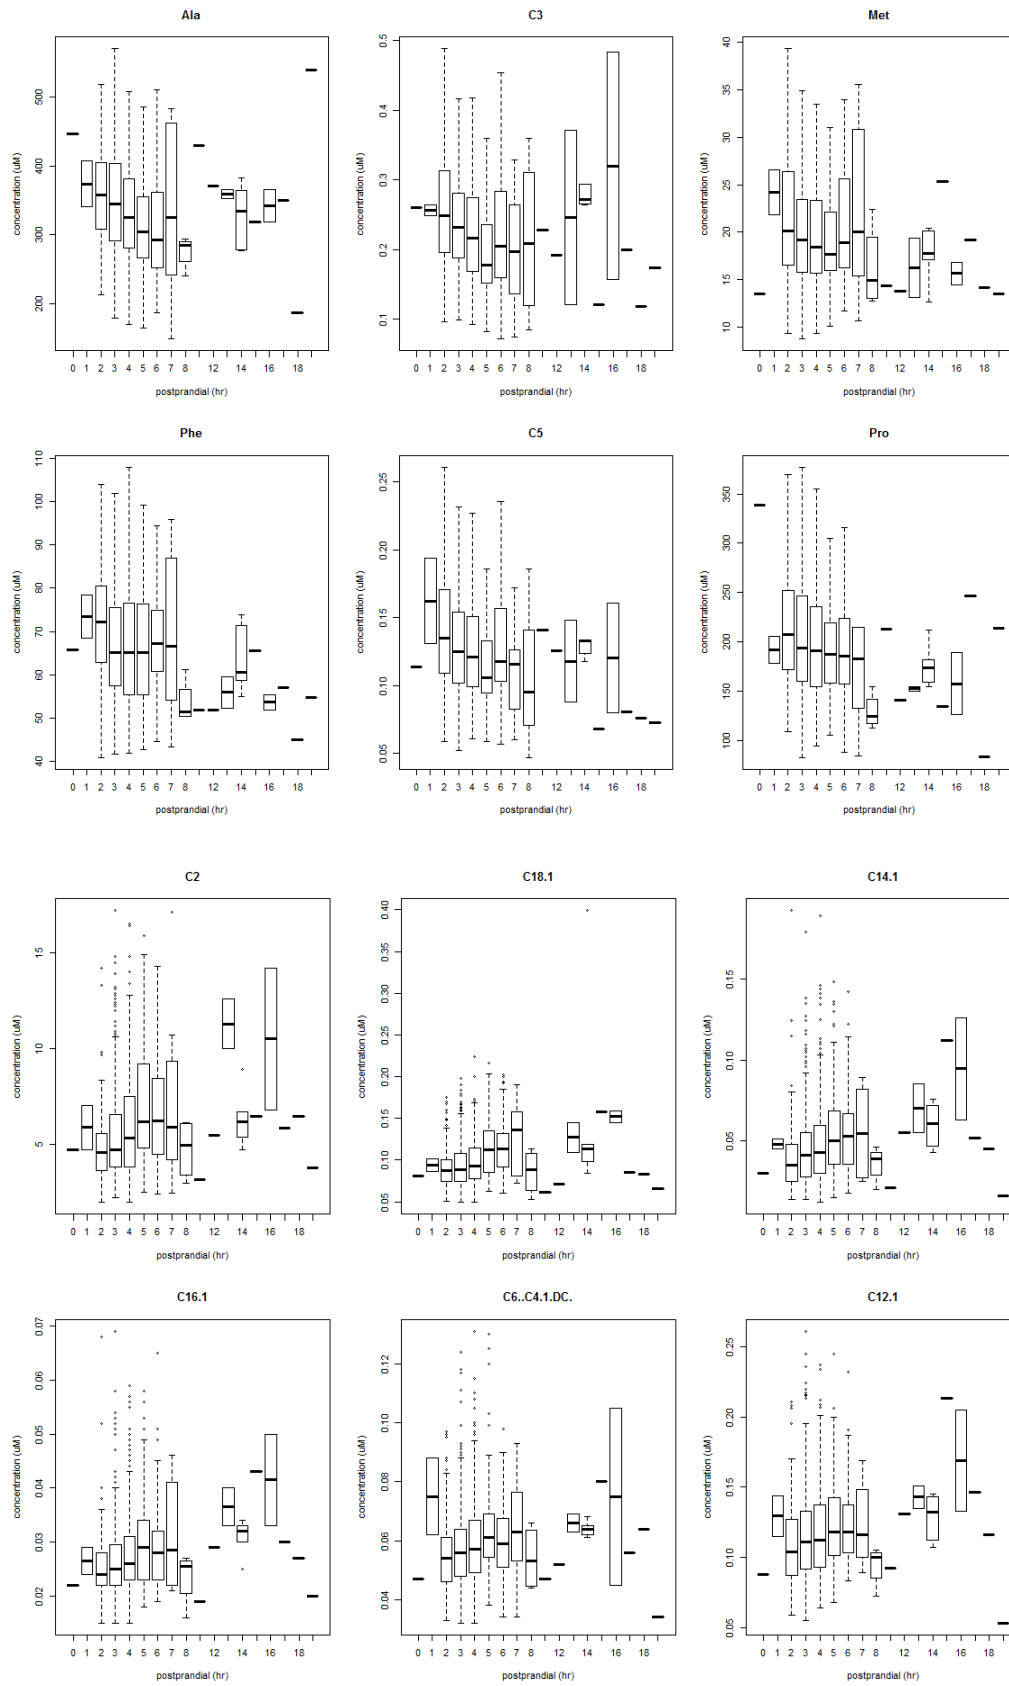 Ala
C3
Met
concentration (uM)
200 300 400 500
concentration (uM)
0.1 0.2 0.3 0.4 0.5
concentration (uM)
10 15 20 25 30 35 40
0 1 2 3 4 5 6 7 8 12 14 16 18
0 1 2 3 4 5 6 7 8 12 14 16 18
0 1 2 3 4 5 6 7 8 12 14 16 18
postprandial (hr)
postprandial (hr)
postprandial (hr)
Phe
C5
Pro
concentration (uM)
40 50 60 70 80 90 100 110
concentration (uM)
0.05 0.10 0.15 0.20 0.25
concentration (uM)
100 150 200 250 300 350
0 1 2 3 4 5 6 7 8 12 14 16 18
0 1 2 3 4 5 6 7 8 12 14 16 18
0 1 2 3 4 5 6 7 8 12 14 16 18
postprandial (hr)
postprandial (hr)
postprandial (hr)
C2
C18.1
C14.1
concentration (uM)
5 10 15
concentration (uM)
0.05 0.10 0.15 0.20 0.25 0.30 0.35 0.40
concentration (uM)
0.05 0.10 0.15
0 1 2 3 4 5 6 7 8 12 14 16 18
0 1 2 3 4 5 6 7 8 12 14 16 18
0 1 2 3 4 5 6 7 8 12 14 16 18
postprandial (hr)
postprandial (hr)
postprandial (hr)
C16.1
C6..C4.1.DC.
C12.1
concentration (uM)
0.02 0.03 0.04 0.05 0.06 0.07
concentration (uM)
0.04 0.06 0.08 0.10 0.12
concentration (uM)
0.05 0.10 0.15 0.20 0.25
0 1 2 3 4 5 6 7 8 12 14 16 18
0 1 2 3 4 5 6 7 8 12 14 16 18
0 1 2 3 4 5 6 7 8 12 14 16 18
postprandial (hr)
postprandial (hr)
postprandial (hr)